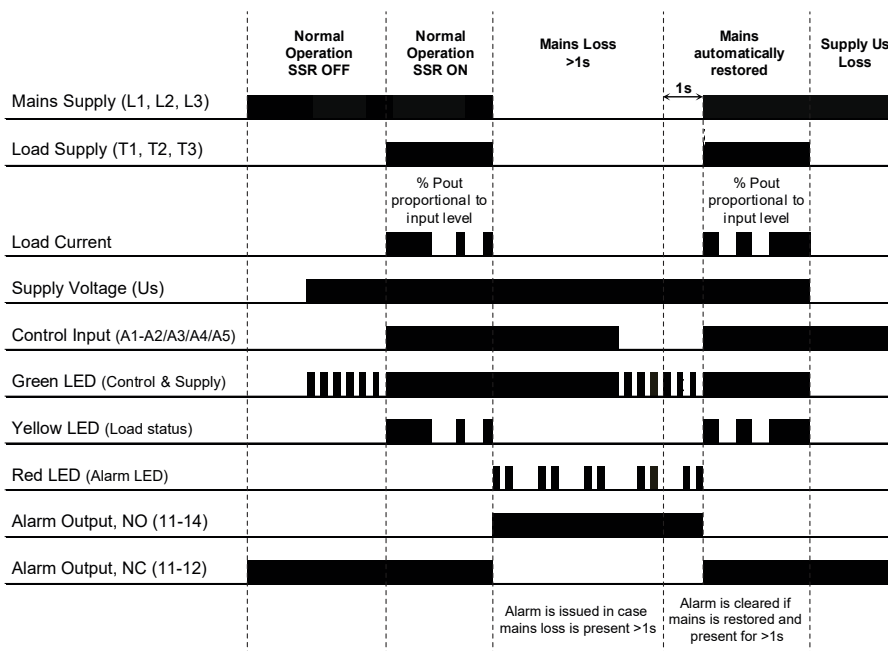 Normal
Operation
SSR OFF
Normal
Operation
SSR ON
Mains Loss
>1s
Mains
automatically
restored
Supply Us
Loss
1s
Mains Supply (L1, L2, L3)
Load Supply (T1, T2, T3)
% Pout
proportional to
input level
% Pout
proportional to
input level
Load Current
Supply Voltage (Us)
Control Input (A1-A2/A3/A4/A5)
Green LED (Control & Supply)
Yellow LED (Load status)
Red LED (Alarm LED)
Alarm Output, NO (11-14)
Alarm Output, NC (11-12)
Alarm is issued in case
mains loss is present >1s
Alarm is cleared if
mains is restored and
present for >1s